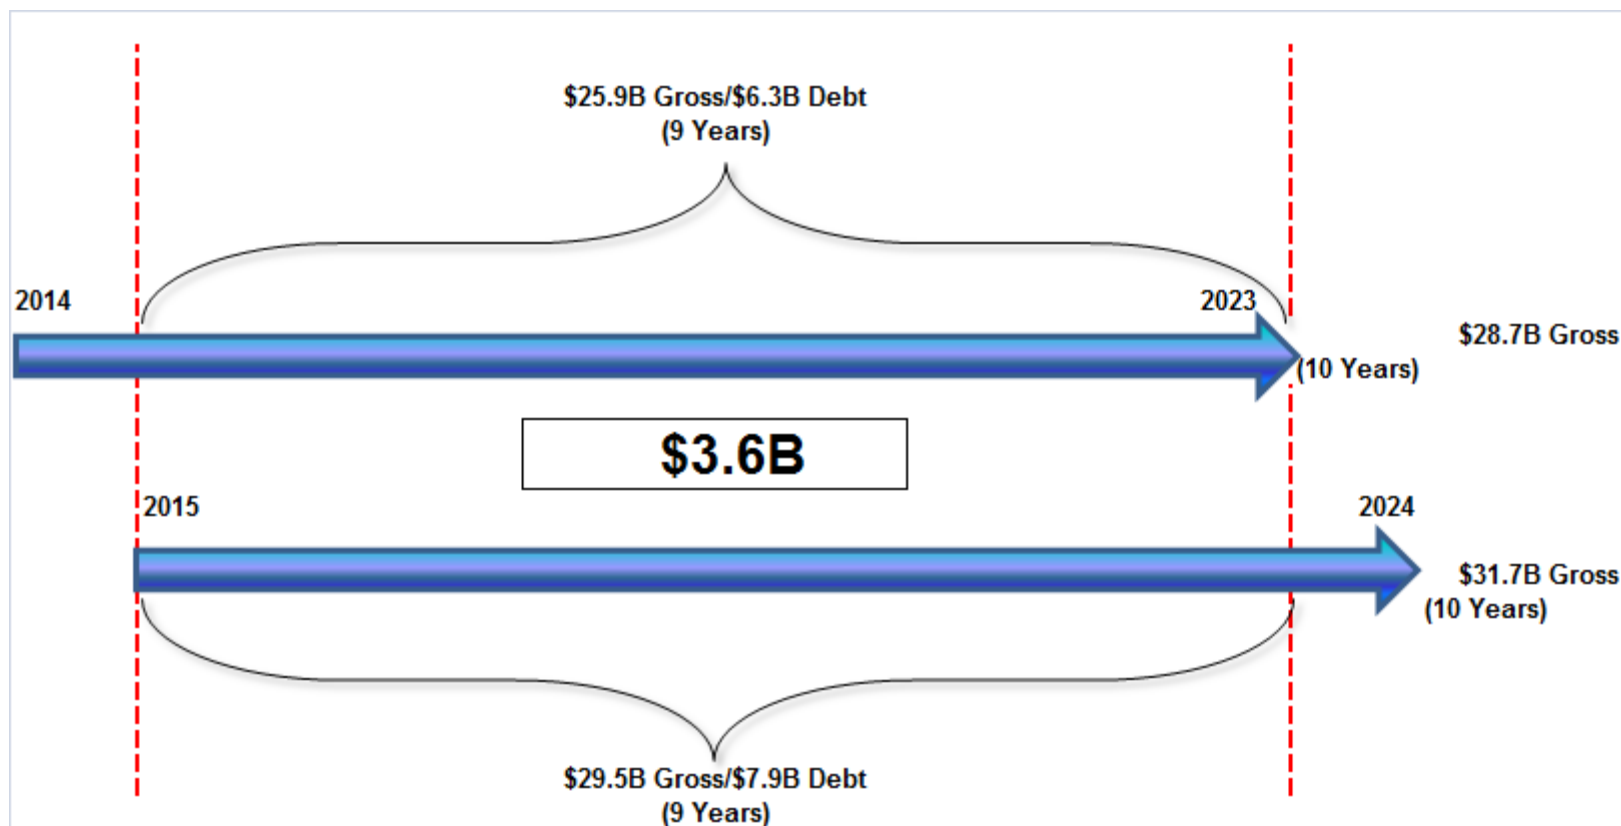 $25.9B Gross/$6.3B Debt
(9 Years)
2014
2023
$28.7B Gross
(10 Years)
$3.6B
2015
2024
$31.7B Gross
(10 Years)
$29.5B Gross/$7.9B Debt
(9 Years)